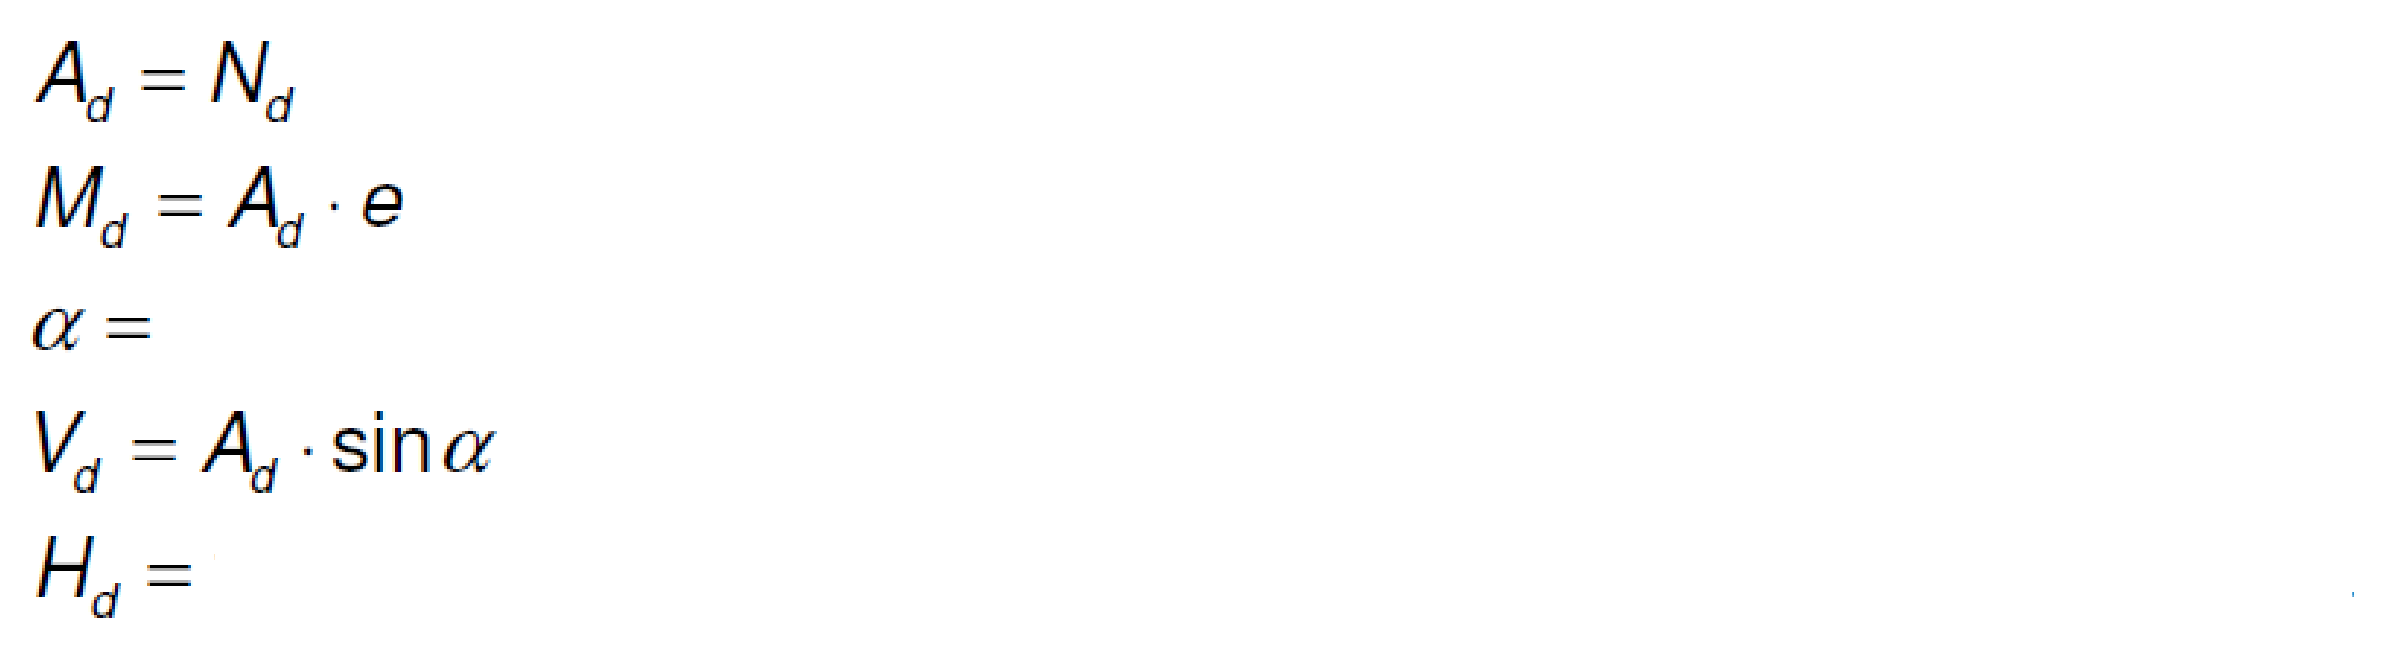 A_d = N_d
M_d = A_d · e
α =
V_d = A_d · sin α
H_d =